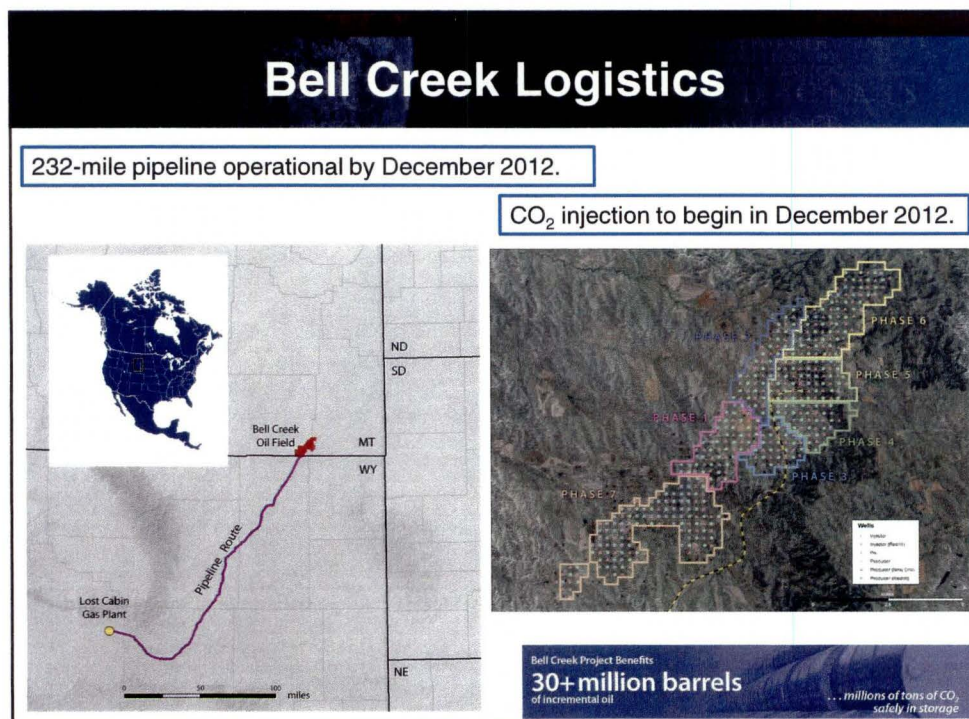 Bell Creek Logistics
232-mile pipeline operational by December 2012.
CO₂ injection to begin in December 2012.
ND
SD
Bell Creek
Oil Field
MT
WY
Pipeline Route
Lost Cabin
Gas Plant
NE
0 50 100
miles
PHASE 6
PHASE
PHASE 5
PHASE 1
PHASE 4
PHASE 3
PHASE 7
Wells
Injector
Producer
Bell Creek Project Benefits
30+million barrels
of incremental oil
...millions of tons of CO₂
safely in storage